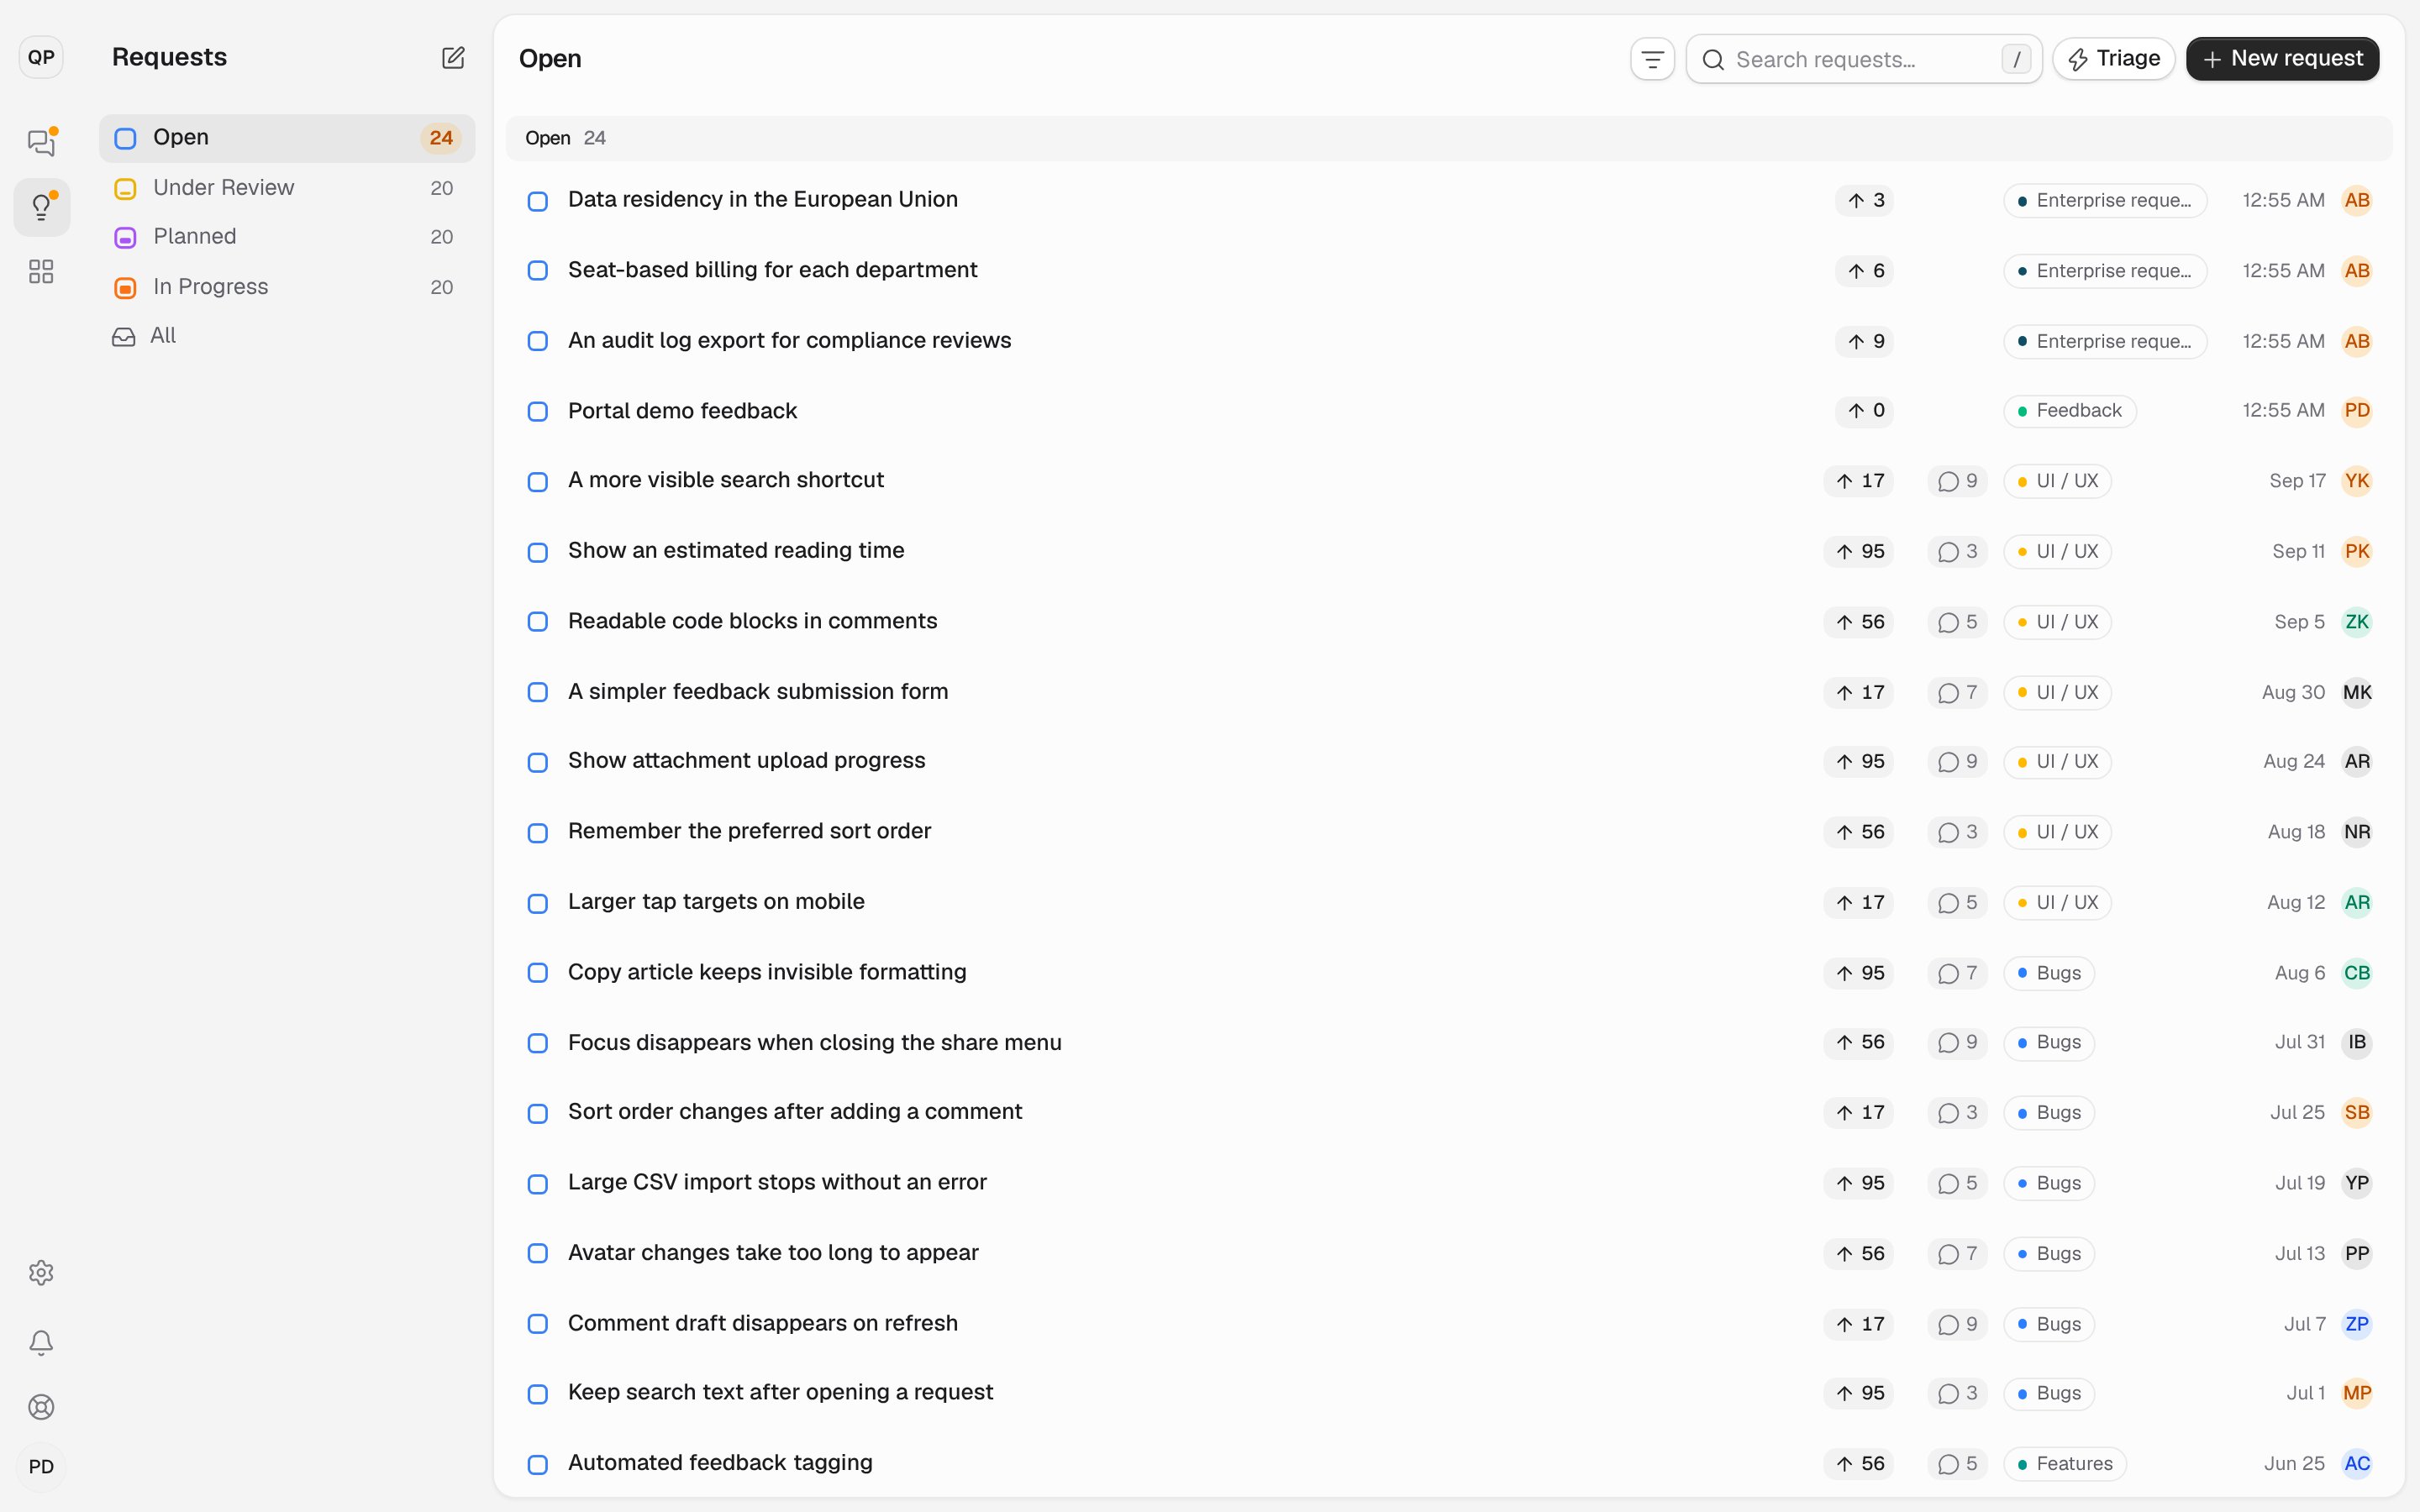 QP
Requests
Open 24
Under Review 20
Planned 20
In Progress 20
All
PD
Open
Search requests... /
Triage
New request
Open 24
Data residency in the European Union 3 Enterprise reque... 12:55 AM AB
Seat-based billing for each department 6 Enterprise reque... 12:55 AM AB
An audit log export for compliance reviews 9 Enterprise reque... 12:55 AM AB
Portal demo feedback 0 Feedback 12:55 AM PD
A more visible search shortcut 17 9 UI / UX Sep 17 YK
Show an estimated reading time 95 3 UI / UX Sep 11 PK
Readable code blocks in comments 56 5 UI / UX Sep 5 ZK
A simpler feedback submission form 17 7 UI / UX Aug 30 MK
Show attachment upload progress 95 9 UI / UX Aug 24 AR
Remember the preferred sort order 56 3 UI / UX Aug 18 NR
Larger tap targets on mobile 17 5 UI / UX Aug 12 AR
Copy article keeps invisible formatting 95 7 Bugs Aug 6 CB
Focus disappears when closing the share menu 56 9 Bugs Jul 31 IB
Sort order changes after adding a comment 17 3 Bugs Jul 25 SB
Large CSV import stops without an error 95 5 Bugs Jul 19 YP
Avatar changes take too long to appear 56 7 Bugs Jul 13 PP
Comment draft disappears on refresh 17 9 Bugs Jul 7 ZP
Keep search text after opening a request 95 3 Bugs Jul 1 MP
Automated feedback tagging 56 5 Features Jun 25 AC